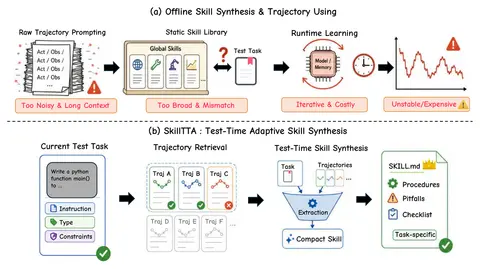 (a) Offline Skill Synthesis & Trajectory Using
Raw Trajectory Prompting
Act / Obs /
Act / Obs /
Act / Obs /
Act / Obs
Too Noisy & Long Context
Static Skill Library
Global Skills
Test Task
Too Broad & Mismatch
Runtime Learning
Model /
Memory
Iterative & Costly
Unstable/Expensive
(b) SkillTTA : Test-Time Adaptive Skill Synthesis
Current Test Task
Write a python
function main()
to ...
Instruction
Type
Constraints
Trajectory Retrieval
Traj A
Traj B
Traj C
Traj D
Traj E
Traj F
...
Test-Time Skill Synthesis
Task
Trajectories
Extraction
Compact Skill
SKILL.md
Procedures
Pitfalls
Checklist
Task-specific